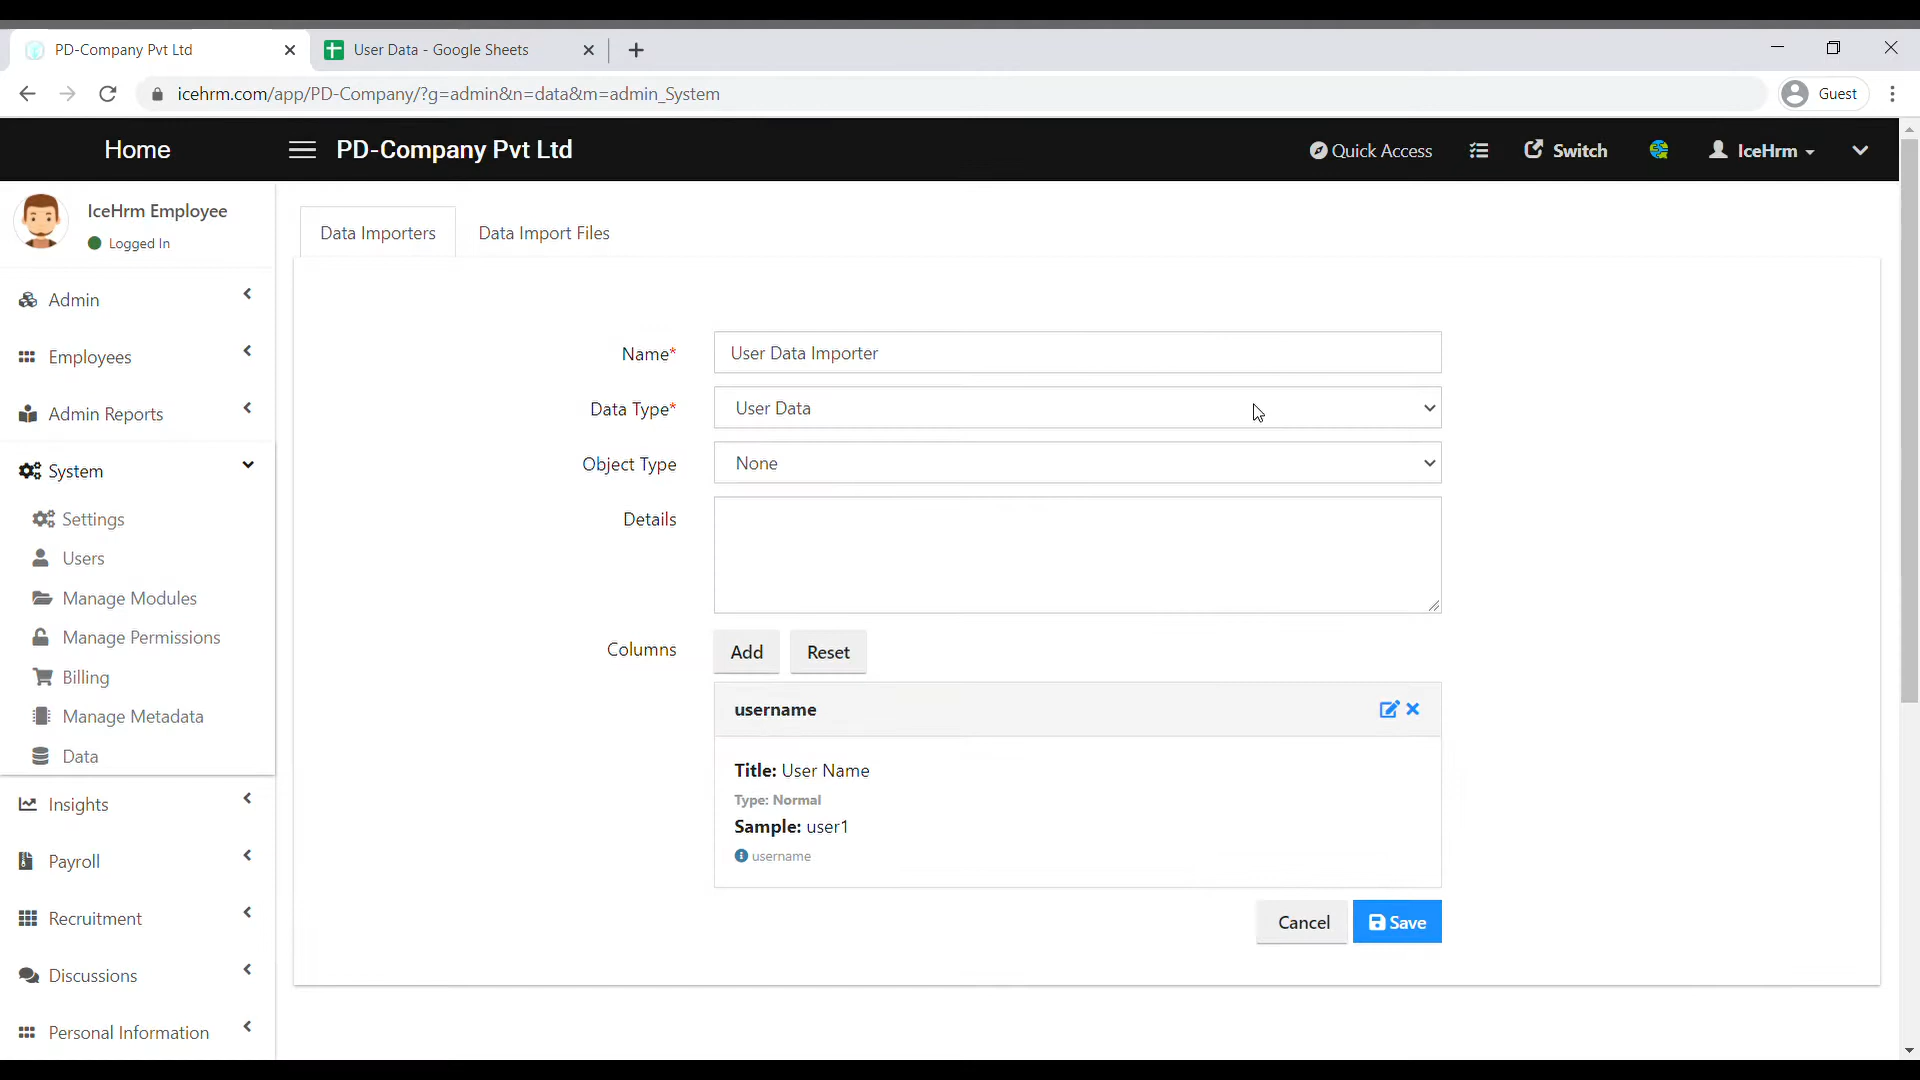 PD-Company Pvt Ltd
User Data - Google Sheets
icehrm.com/app/PD-Company/?g=admin&n=data&m=admin_System
Guest
Home
PD-Company Pvt Ltd
Quick Access
Switch
IceHrm
IceHrm Employee
Logged In
Admin
Employees
Admin Reports
System
Settings
Users
Manage Modules
Manage Permissions
Billing
Manage Metadata
Data
Insights
Payroll
Recruitment
Discussions
Personal Information
Data Importers
Data Import Files
Name* User Data Importer
Data Type* User Data
Object Type None
Details
Columns Add Reset
username
Title: User Name
Type: Normal
Sample: user1
username
Cancel Save